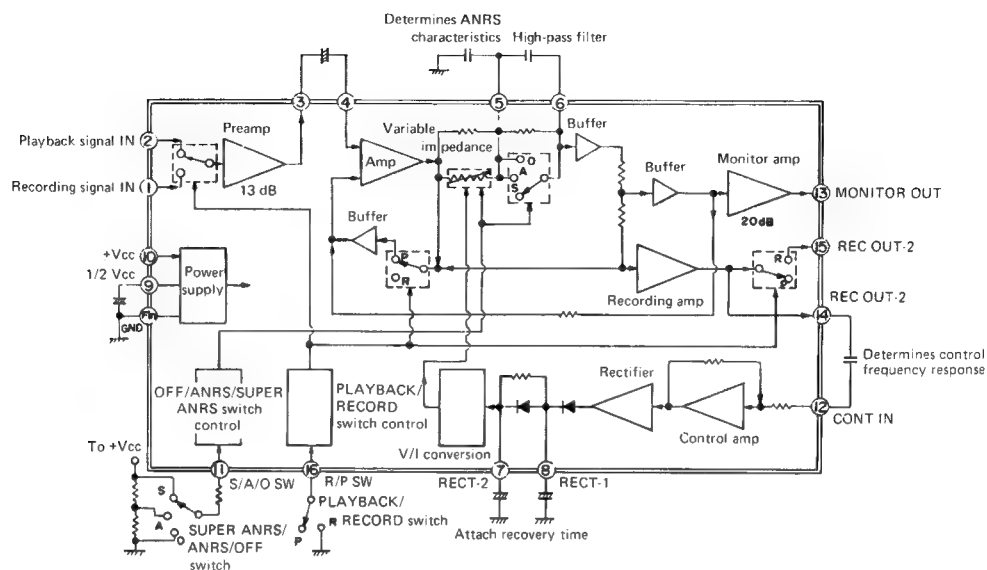 Determines ANRS
characteristics
High-pass filter
3
4
5
6
Playback signal IN
2
Preamp
13 dB
Recording signal IN
1
Amp
Variable
impedance
O
A
S
Buffer
Buffer
Monitor amp
20dB
13
MONITOR OUT
Buffer
P
R
+Vcc
10
1/2 Vcc
9
Fin
GND
Power
supply
Recording amp
R
P
15
REC OUT-2
REC OUT-2
14
Determines control
frequency response
OFF/ANRS/SUPER
ANRS switch
control
PLAYBACK/
RECORD
switch control
V/I conversion
Rectifier
Control amp
12
CONT IN
To +Vcc
11
S/A/O SW
16
R/P SW
RECT-2
7
8
RECT-1
S
A
O
SUPER ANRS/
ANRS/OFF
switch
PLAYBACK/
R RECORD switch
P
Attach recovery time